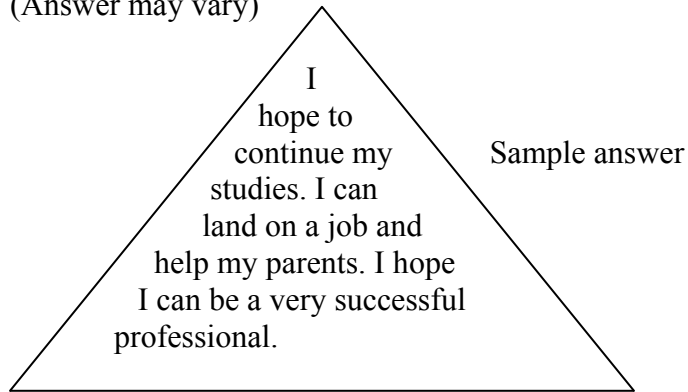 (Answer may vary)
I
hope to
continue my
Sample answer
studies. I can
land on a job and
help my parents. I hope
I can be a very successful
professional.